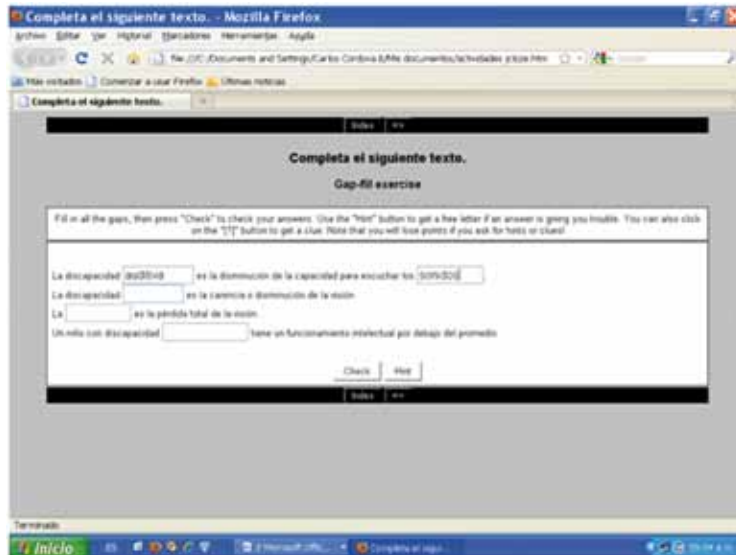 Completa el siguiente texto. - Mozilla Firefox
Archivo Editar Ver Historial Marcadores Herramientas Ayuda
Más visitados Comenzar a usar Firefox Últimas noticias
Completa el siguiente texto.
Index =>
Completa el siguiente texto.
Gap-fill exercise
Fill in all the gaps, then press "Check" to check your answers. Use the "Hint" button to get a free letter if an answer is giving you trouble. You can also click
on the "[?]" button to get a clue. Note that you will lose points if you ask for hints or clues!
La discapacidad auditiva es la disminución de la capacidad para escuchar los sonidos
La discapacidad es la carencia o disminución de la visión
La es la pérdida total de la visión
Un niño con discapacidad tiene un funcionamiento intelectual por debajo del promedio
Check Hint
Index =>
Terminado
Inicio ES Completa el sigui...